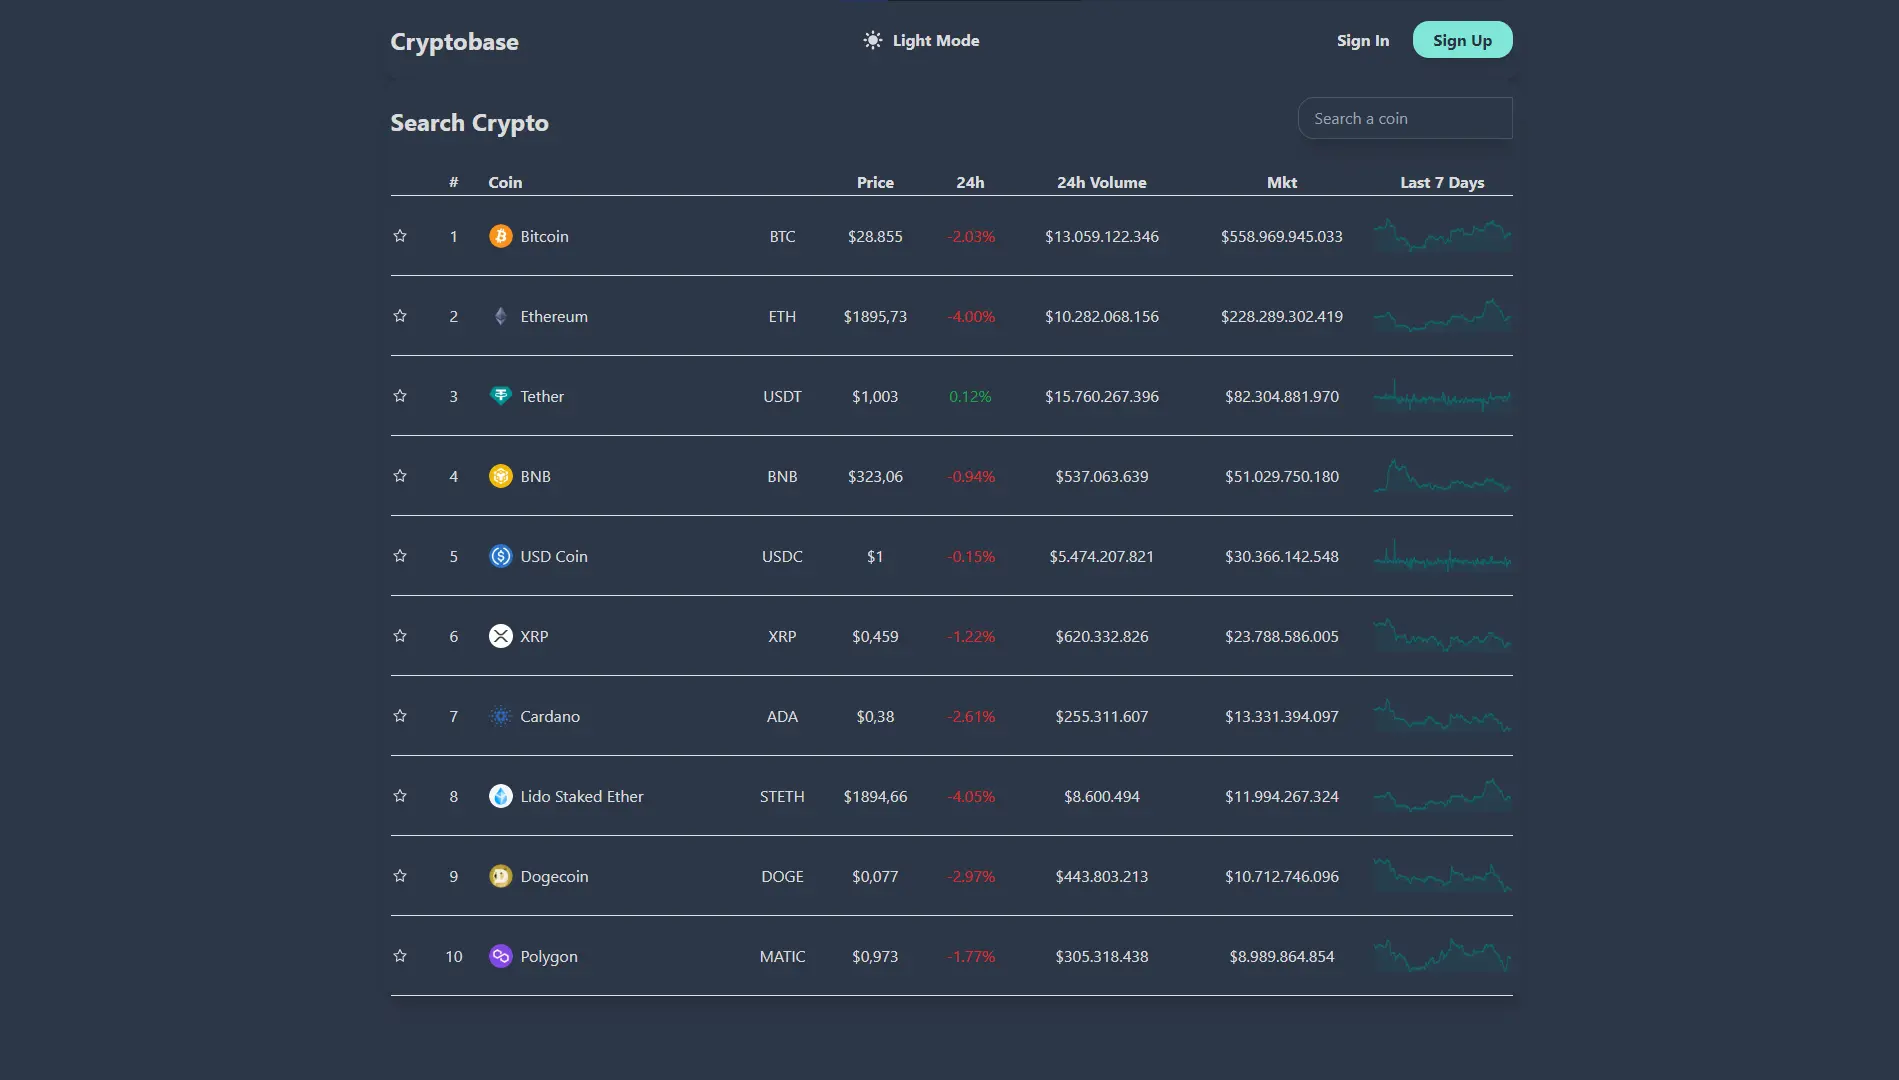 Cryptobase Light Mode Sign In Sign Up
Search Crypto Search a coin
# Coin Price 24h 24h Volume Mkt Last 7 Days
1 Bitcoin BTC $28.855 -2.03% $13.059.122.346 $558.969.945.033
2 Ethereum ETH $1895,73 -4.00% $10.282.068.156 $228.289.302.419
3 Tether USDT $1,003 0.12% $15.760.267.396 $82.304.881.970
4 BNB BNB $323,06 -0.94% $537.063.639 $51.029.750.180
5 USD Coin USDC $1 -0.15% $5.474.207.821 $30.366.142.548
6 XRP XRP $0,459 -1.22% $620.332.826 $23.788.586.005
7 Cardano ADA $0,38 -2.61% $255.311.607 $13.331.394.097
8 Lido Staked Ether STETH $1894,66 -4.05% $8.600.494 $11.994.267.324
9 Dogecoin DOGE $0,077 -2.97% $443.803.213 $10.712.746.096
10 Polygon MATIC $0,973 -1.77% $305.318.438 $8.989.864.854